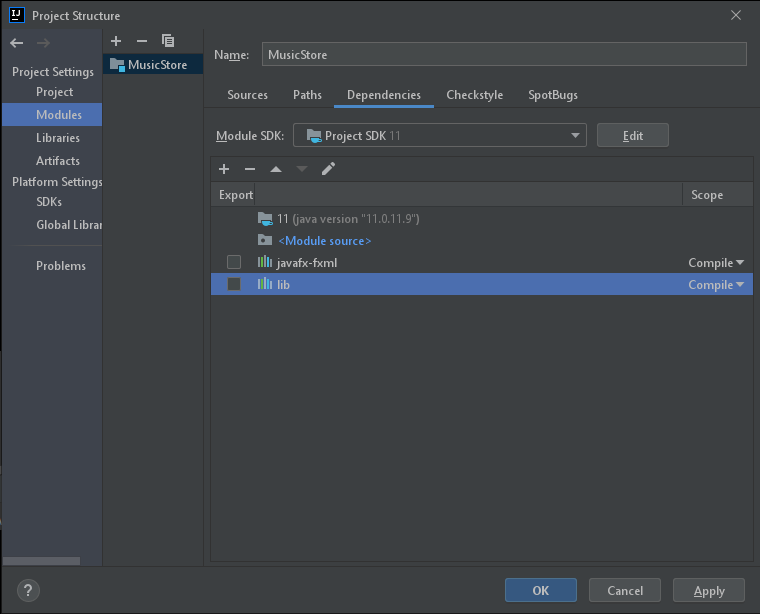 IJ Project Structure
Project Settings
Project
Modules
Libraries
Artifacts
Platform Settings
SDKs
Global Librar
Problems
MusicStore
Name: MusicStore
Sources Paths Dependencies Checkstyle SpotBugs
Module SDK: Project SDK 11 Edit
Export Scope
11 (java version "11.0.11.9")
<Module source>
javafx-fxml Compile
lib Compile
? OK Cancel Apply